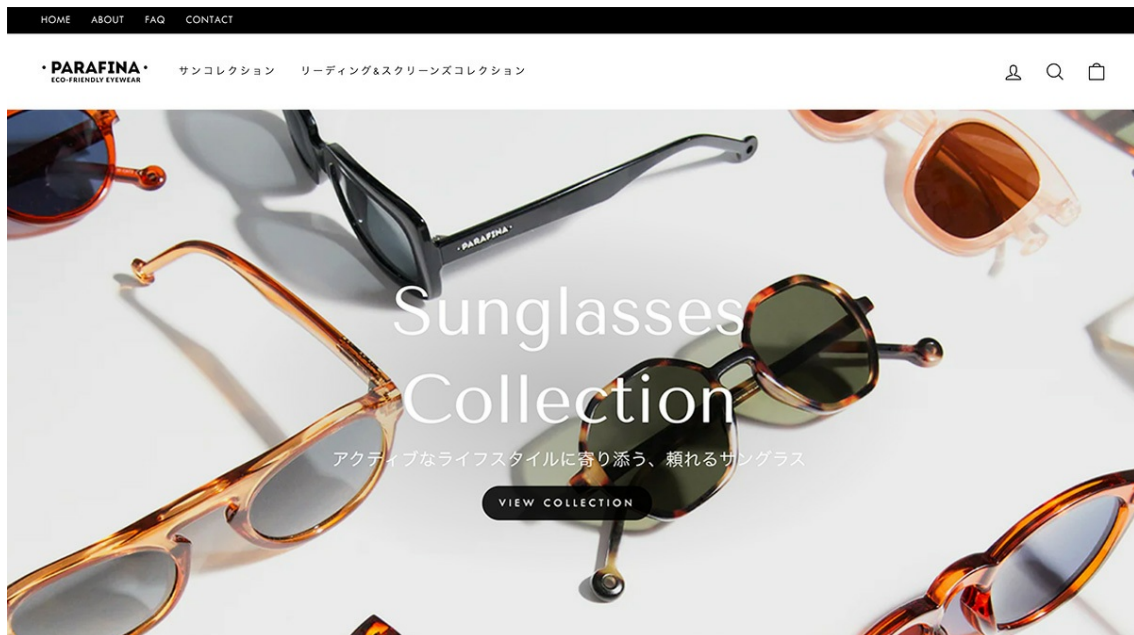 HOME ABOUT FAQ CONTACT
· PARAFINA ·
ECO-FRIENDLY EYEWEAR
サンコレクション リーディング&スクリーンズコレクション
· PARAFINA ·
Sunglasses
Collection
アクティブなライフスタイルに寄り添う、頼れるサングラス
VIEW COLLECTION